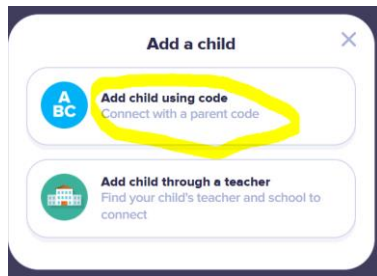 Add a child
A
BC
Add child using code
Connect with a parent code
Add child through a teacher
Find your child's teacher and school to
connect